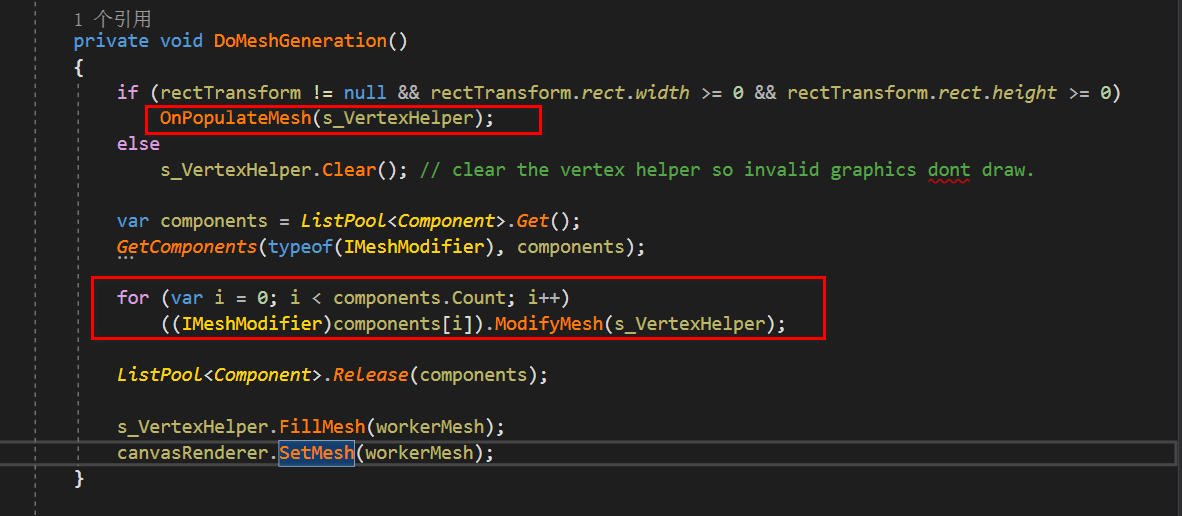 1 个引用
private void DoMeshGeneration()
{
if (rectTransform != null && rectTransform.rect.width >= 0 && rectTransform.rect.height >= 0)
OnPopulateMesh(s_VertexHelper);
else
s_VertexHelper.Clear(); // clear the vertex helper so invalid graphics dont draw.
var components = ListPool<Component>.Get();
GetComponents(typeof(IMeshModifier), components);
for (var i = 0; i < components.Count; i++)
((IMeshModifier)components[i]).ModifyMesh(s_VertexHelper);
ListPool<Component>.Release(components);
s_VertexHelper.FillMesh(workerMesh);
canvasRenderer.SetMesh(workerMesh);
}